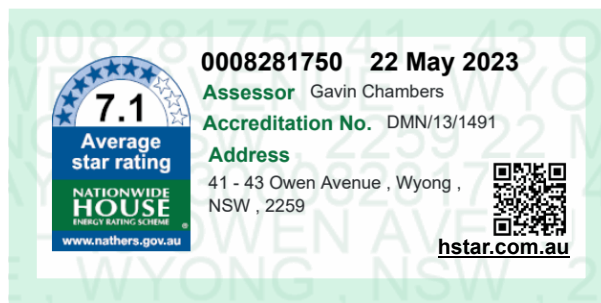 0008281750 22 May 2023
7.1
Average
star rating
NATIONWIDE
HOUSE
ENERGY RATING SCHEME
®
www.nathers.gov.au
Assessor Gavin Chambers
Accreditation No. DMN/13/1491
Address
41 - 43 Owen Avenue , Wyong ,
NSW , 2259
hstar.com.au